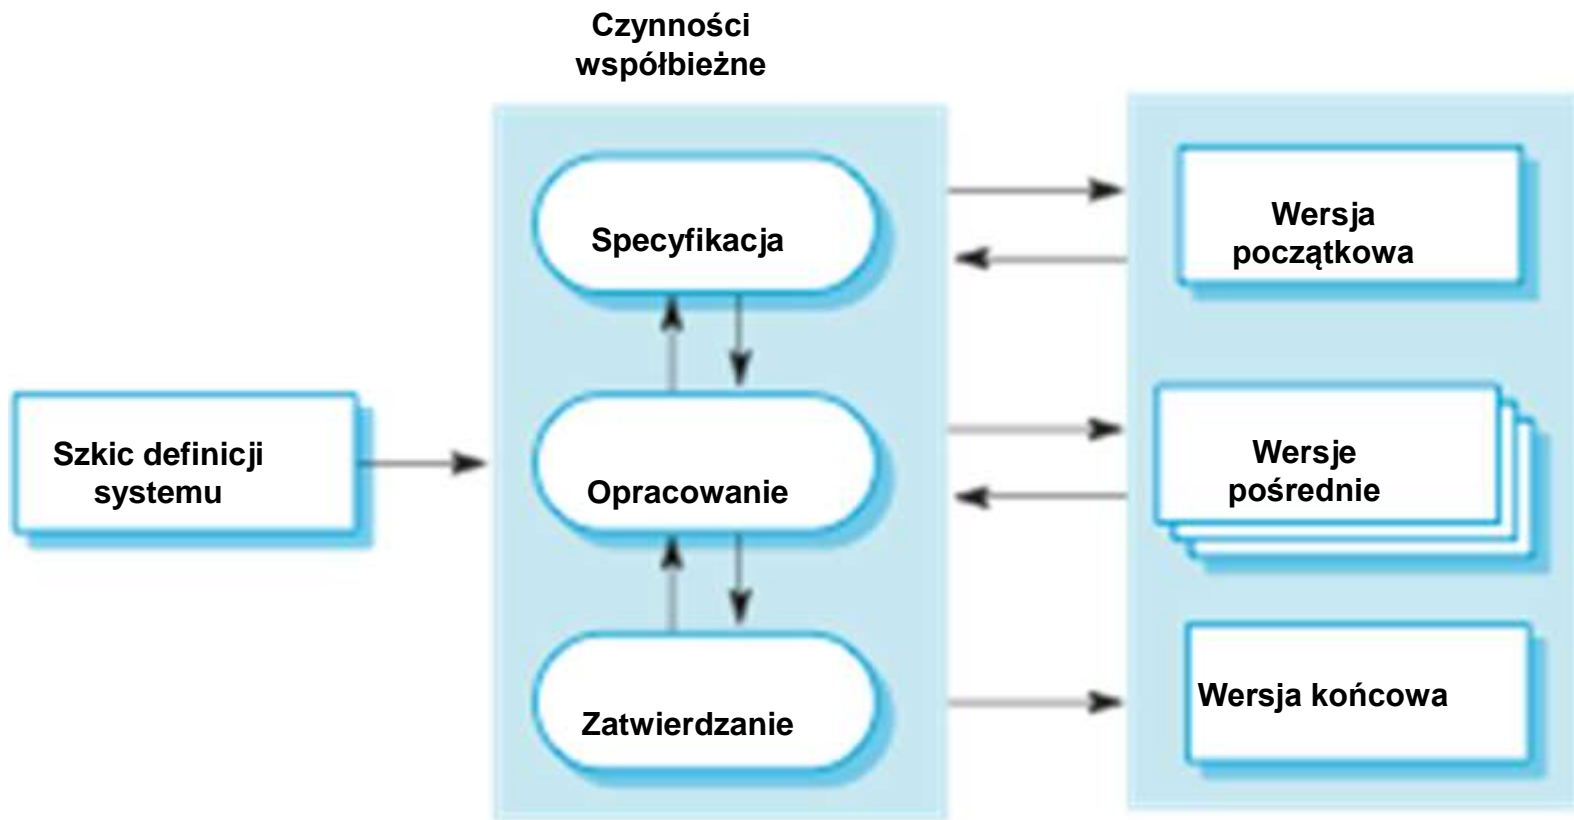 Czynności
współbieżne
Szkic definicji
systemu
Specyfikacja
Opracowanie
Zatwierdzanie
Wersja
początkowa
Wersje
pośrednie
Wersja końcowa